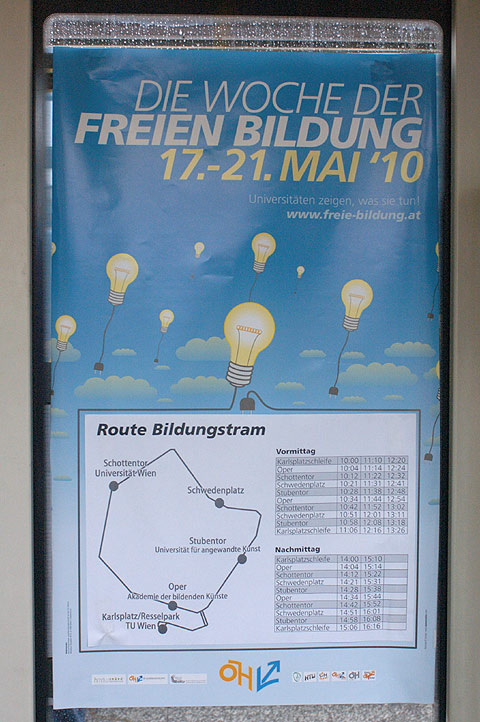 DIE WOCHE DER
FREIEN BILDUNG
17.-21. MAI '10
Universitäten zeigen, was sie tun!
www.freie-bildung.at
Route Bildungstram
Schottentor
Universität Wien
Schwedenplatz
Stubentor
Universität für angewandte Kunst
Oper
Akademie der bildenden Künste
Karlsplatz/Resselpark
TU Wien
Vormittag
Karlsplatzschleife 10:00 11:10 12:20
Oper 10:04 11:14 12:24
Schottentor 10:12 11:22 12:32
Schwedenplatz 10:21 11:31 12:41
Stubentor 10:28 11:38 12:48
Oper 10:34 11:44 12:54
Schottentor 10:42 11:52 13:02
Schwedenplatz 10:51 12:01 13:11
Stubentor 10:58 12:08 13:18
Karlsplatzschleife 11:06 12:16 13:26
Nachmittag
Karlsplatzschleife 14:00 15:10
Oper 14:04 15:14
Schottentor 14:12 15:22
Schwedenplatz 14:21 15:31
Stubentor 14:28 15:38
Oper 14:34 15:44
Schottentor 14:42 15:52
Schwedenplatz 14:51 16:01
Stubentor 14:58 16:08
Karlsplatzschleife 15:06 16:16
ÖH